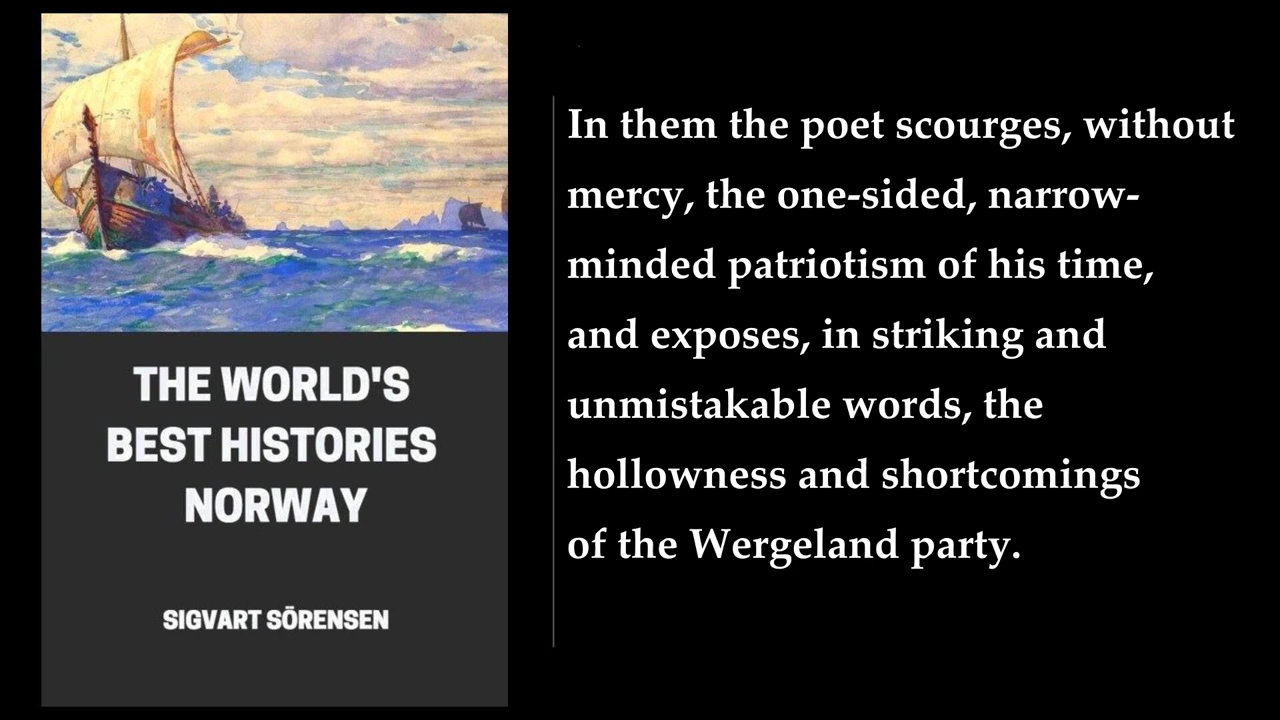 THE WORLD'S
BEST HISTORIES
NORWAY
SIGVART SÖRENSEN
In them the poet scourges, without
mercy, the one-sided, narrow-
minded patriotism of his time,
and exposes, in striking and
unmistakable words, the
hollowness and shortcomings
of the Wergeland party.